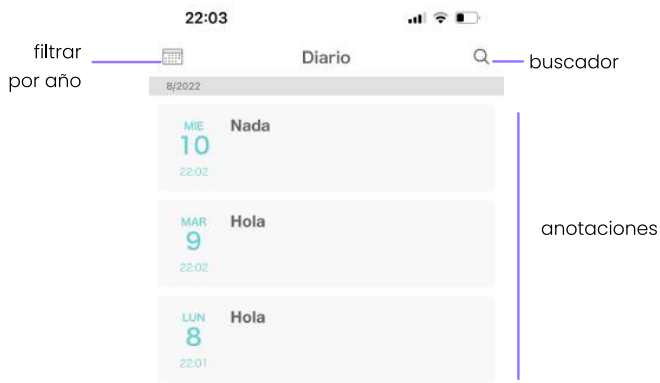 22:03
filtrar
por año
Diario
buscador
8/2022
MIE
10
22:02
Nada
MAR
9
22:02
Hola
anotaciones
LUN
8
22:01
Hola